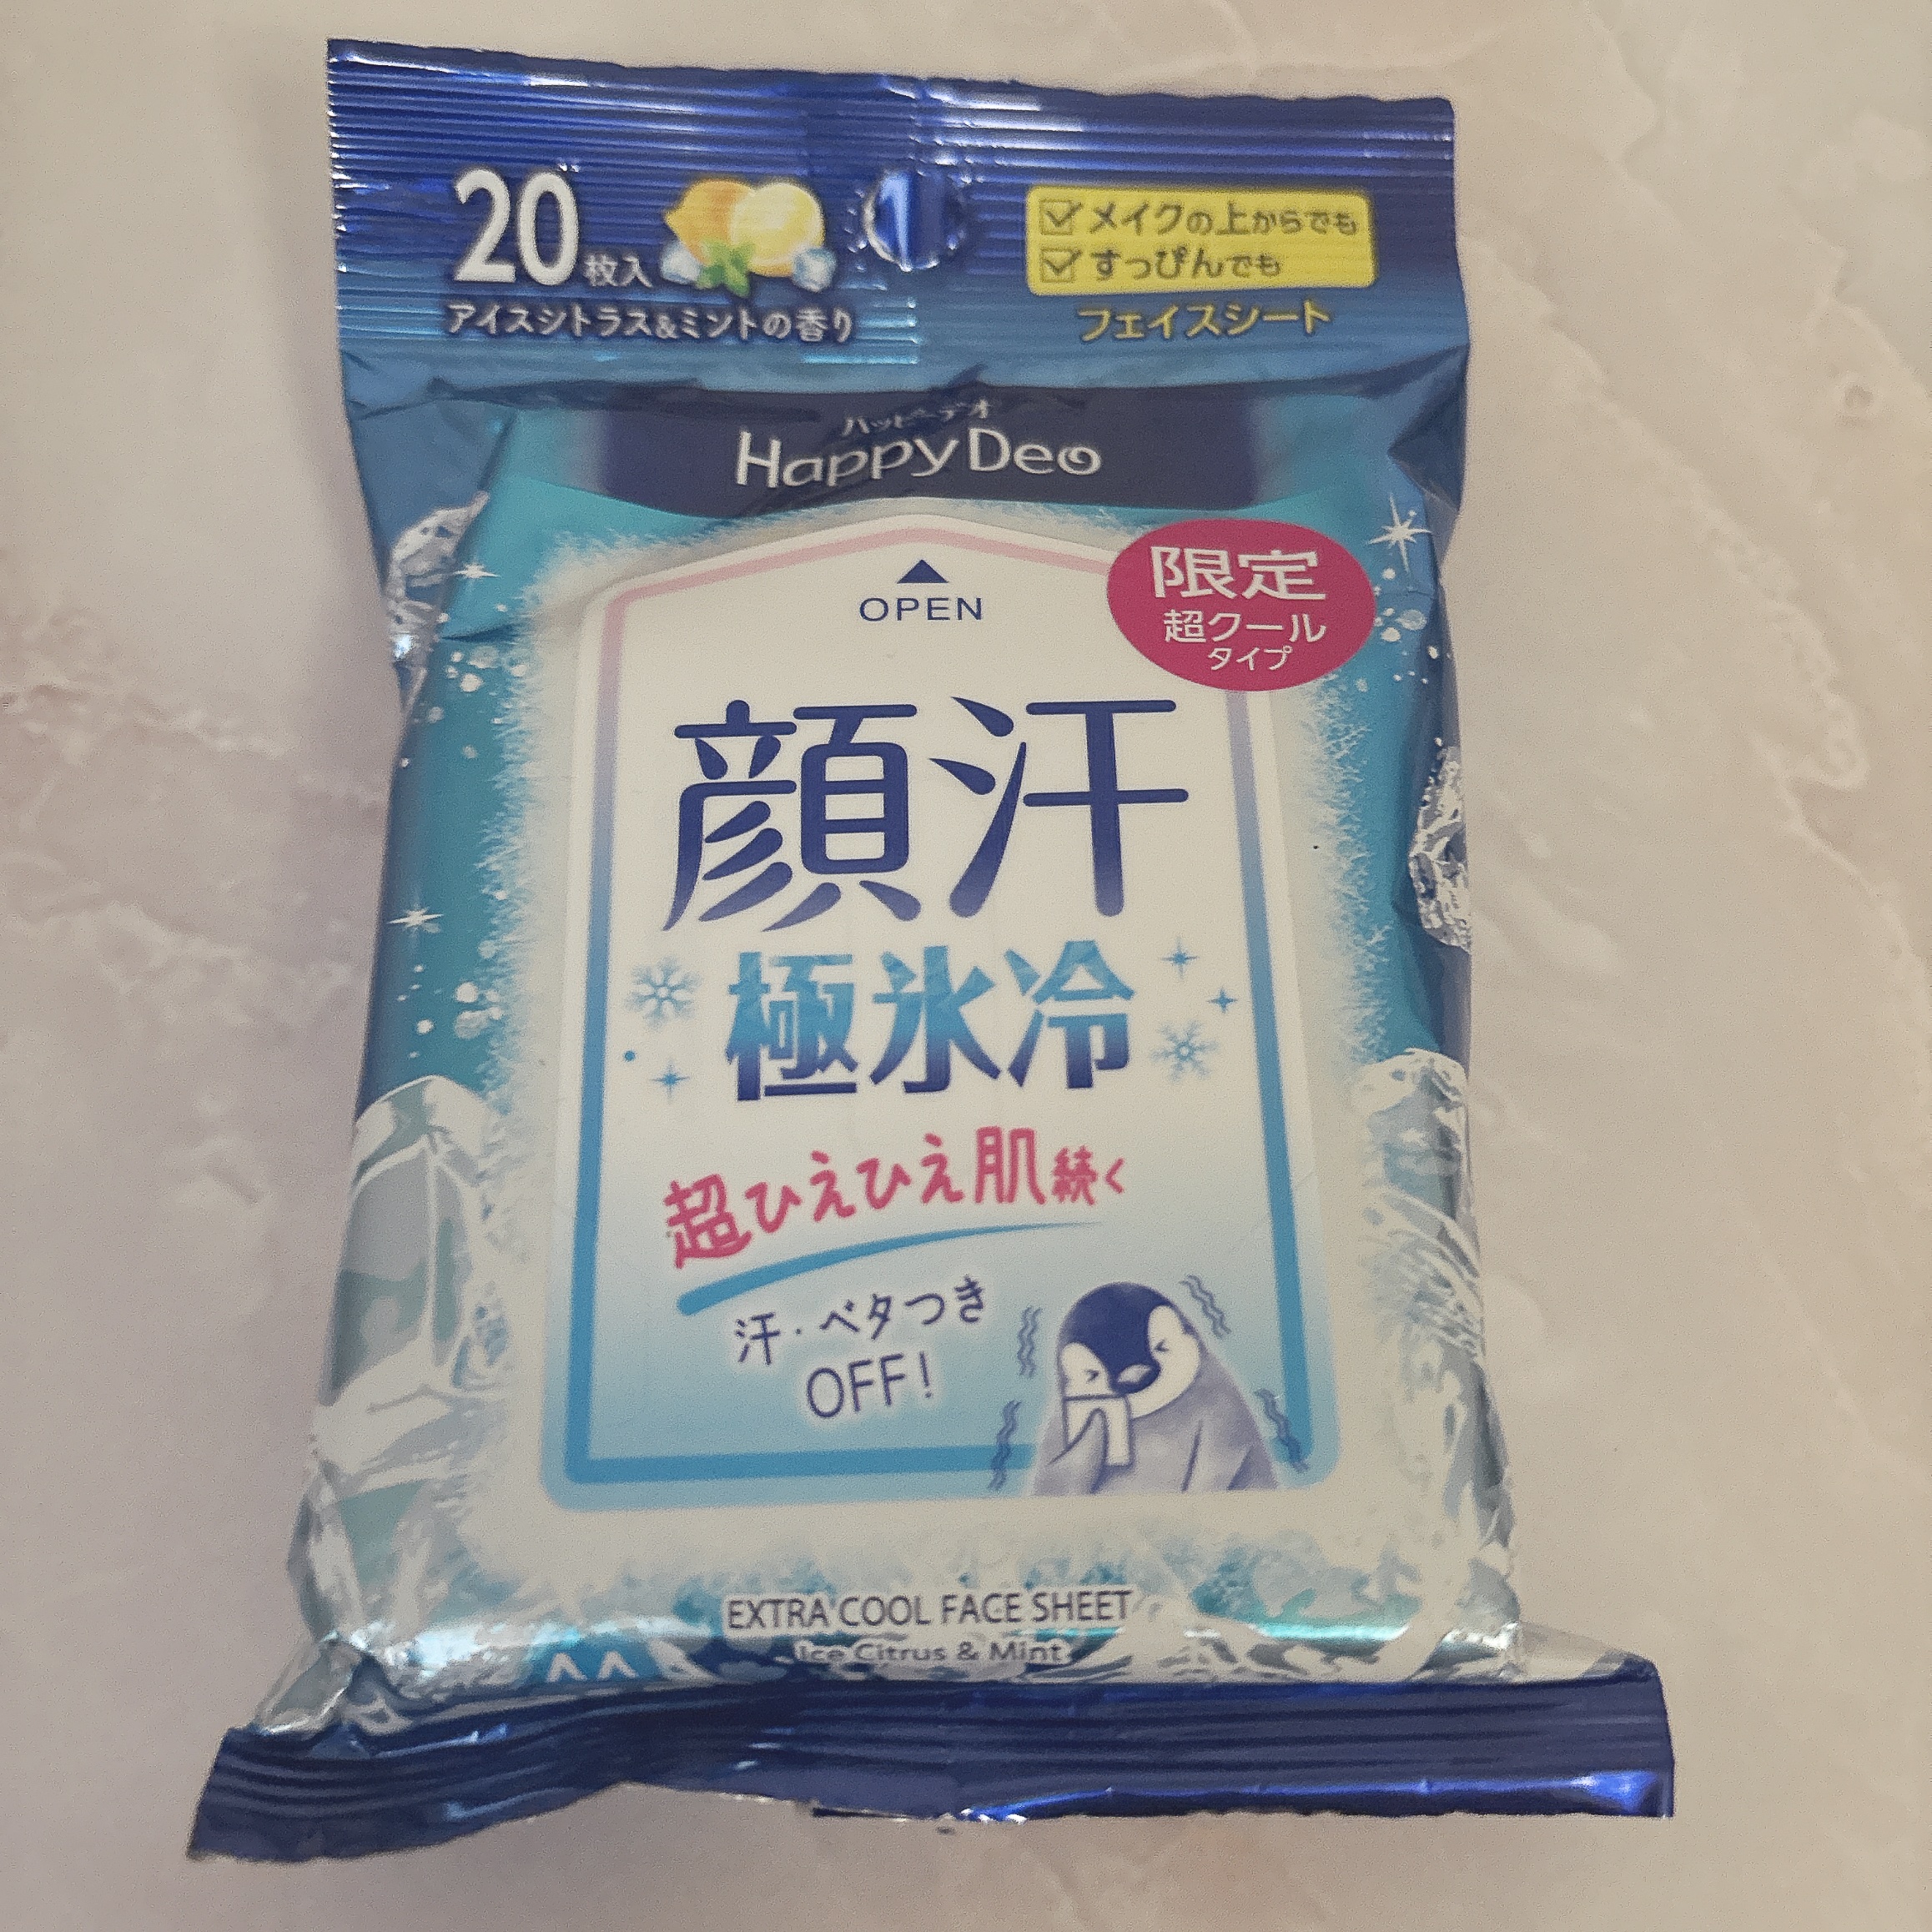 20枚入
アイスシトラス&ミントの香り
メイクの上からでも
すっぴんでも
フェイスシート
ハッピーデオ
HappyDeo
OPEN
限定
超クール
タイプ
顔汗
極氷冷
超ひえひえ肌続く
汗・ベタつき
OFF!
EXTRA COOL FACE SHEET
Ice Citrus & Mint